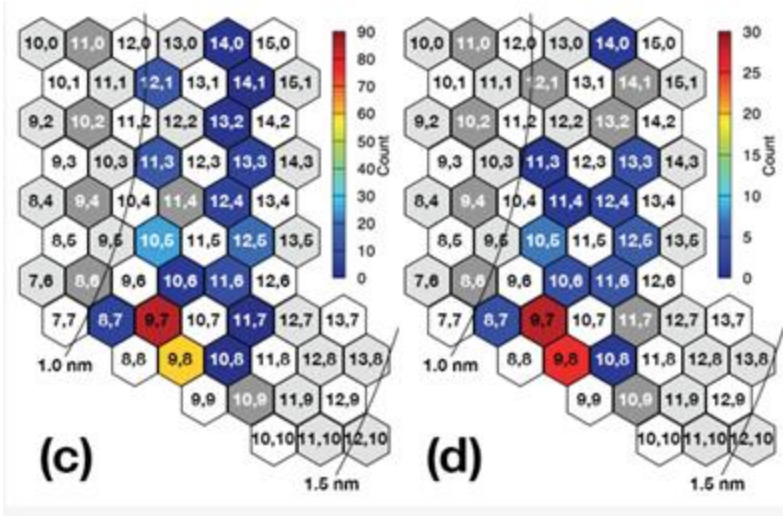 10,0 11,0 12,0 13,0 14,0 15,0 90 10,0 11,0 12,0 13,0 14,0 15,0 30
10,1 11,1 12,1 13,1 14,1 15,1 80 10,1 11,1 12,1 13,1 14,1 15,1 25
9,2 10,2 11,2 12,2 13,2 14,2 70 9,2 10,2 11,2 12,2 13,2 14,2 20
60
9,3 10,3 11,3 12,3 13,3 14,3 50 Count 9,3 10,3 11,3 12,3 13,3 14,3 15 Count
8,4 9,4 10,4 11,4 12,4 13,4 40 8,4 9,4 10,4 11,4 12,4 13,4 10
30
8,5 9,5 10,5 11,5 12,5 13,5 20 8,5 9,5 10,5 11,5 12,5 13,5 5
10
7,6 8,6 9,6 10,6 11,6 12,6 0 7,6 8,6 9,6 10,6 11,6 12,6 0
7,7 8,7 9,7 10,7 11,7 12,7 13,7 7,7 8,7 9,7 10,7 11,7 12,7 13,7
1.0 nm 8,8 9,8 10,8 11,8 12,8 13,8 1.0 nm 8,8 9,8 10,8 11,8 12,8 13,8
9,9 10,9 11,9 12,9 9,9 10,9 11,9 12,9
(c) 10,10 11,10 12,10 (d) 10,10 11,10 12,10
1.5 nm 1.5 nm